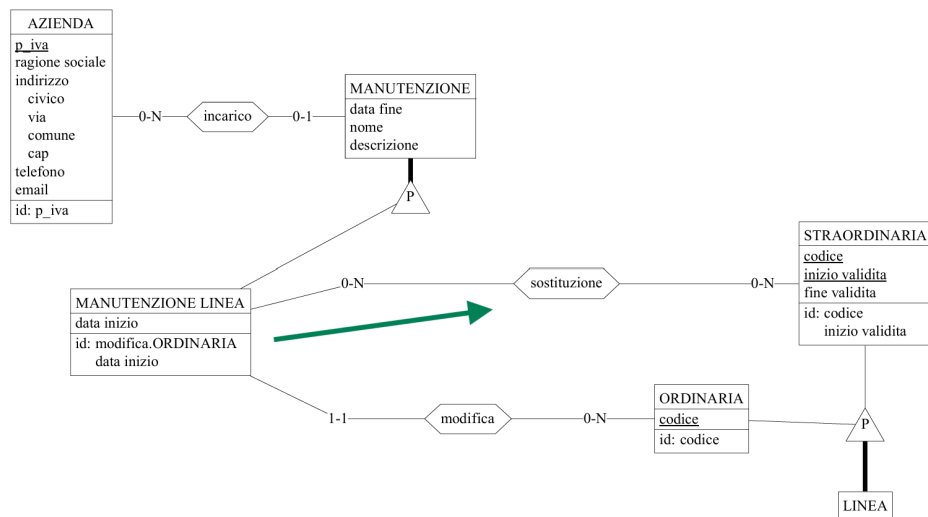 AZIENDA
p_iva
ragione sociale
indirizzo
civico
via
comune
cap
telefono
email
id: p_iva
0-N
incarico
0-1
MANUTENZIONE
data fine
nome
descrizione
P
MANUTENZIONE LINEA
data inizio
id: modifica.ORDINARIA
data inizio
0-N
sostituzione
0-N
STRAORDINARIA
codice
inizio validita
fine validita
id: codice
inizio validita
1-1
modifica
0-N
ORDINARIA
codice
id: codice
P
LINEA